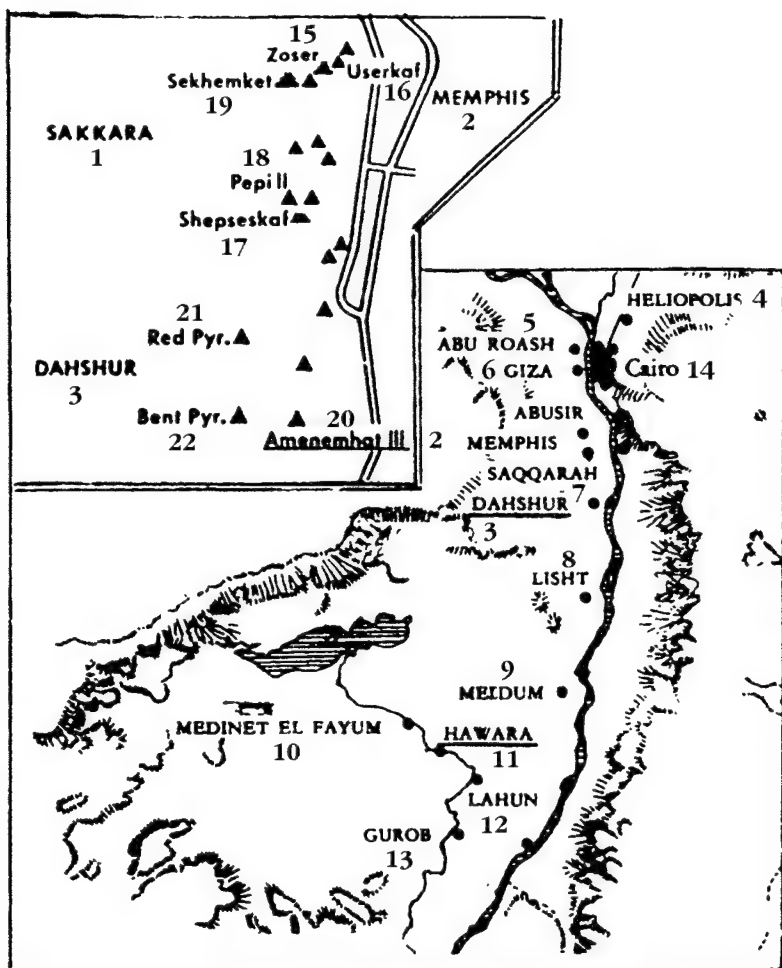 15
Zoser
Userkaf
Sekhemket
16
19
MEMPHIS
2
SAKKARA
1
18
Pepi II
Shepseskaf
17
21
Red Pyr.
DAHSHUR
3
Bent Pyr.
20
22
Amenemhat III
2
HELIOPOLIS 4
5
ABU ROASH
6 GIZA
Cairo 14
ABUSIR
MEMPHIS
SAQQARAH
7
DAHSHUR
3
8
LISHT
9
MEIDUM
MEDINET EL FAYUM
10
HAWARA
11
LAHUN
12
GUROB
13